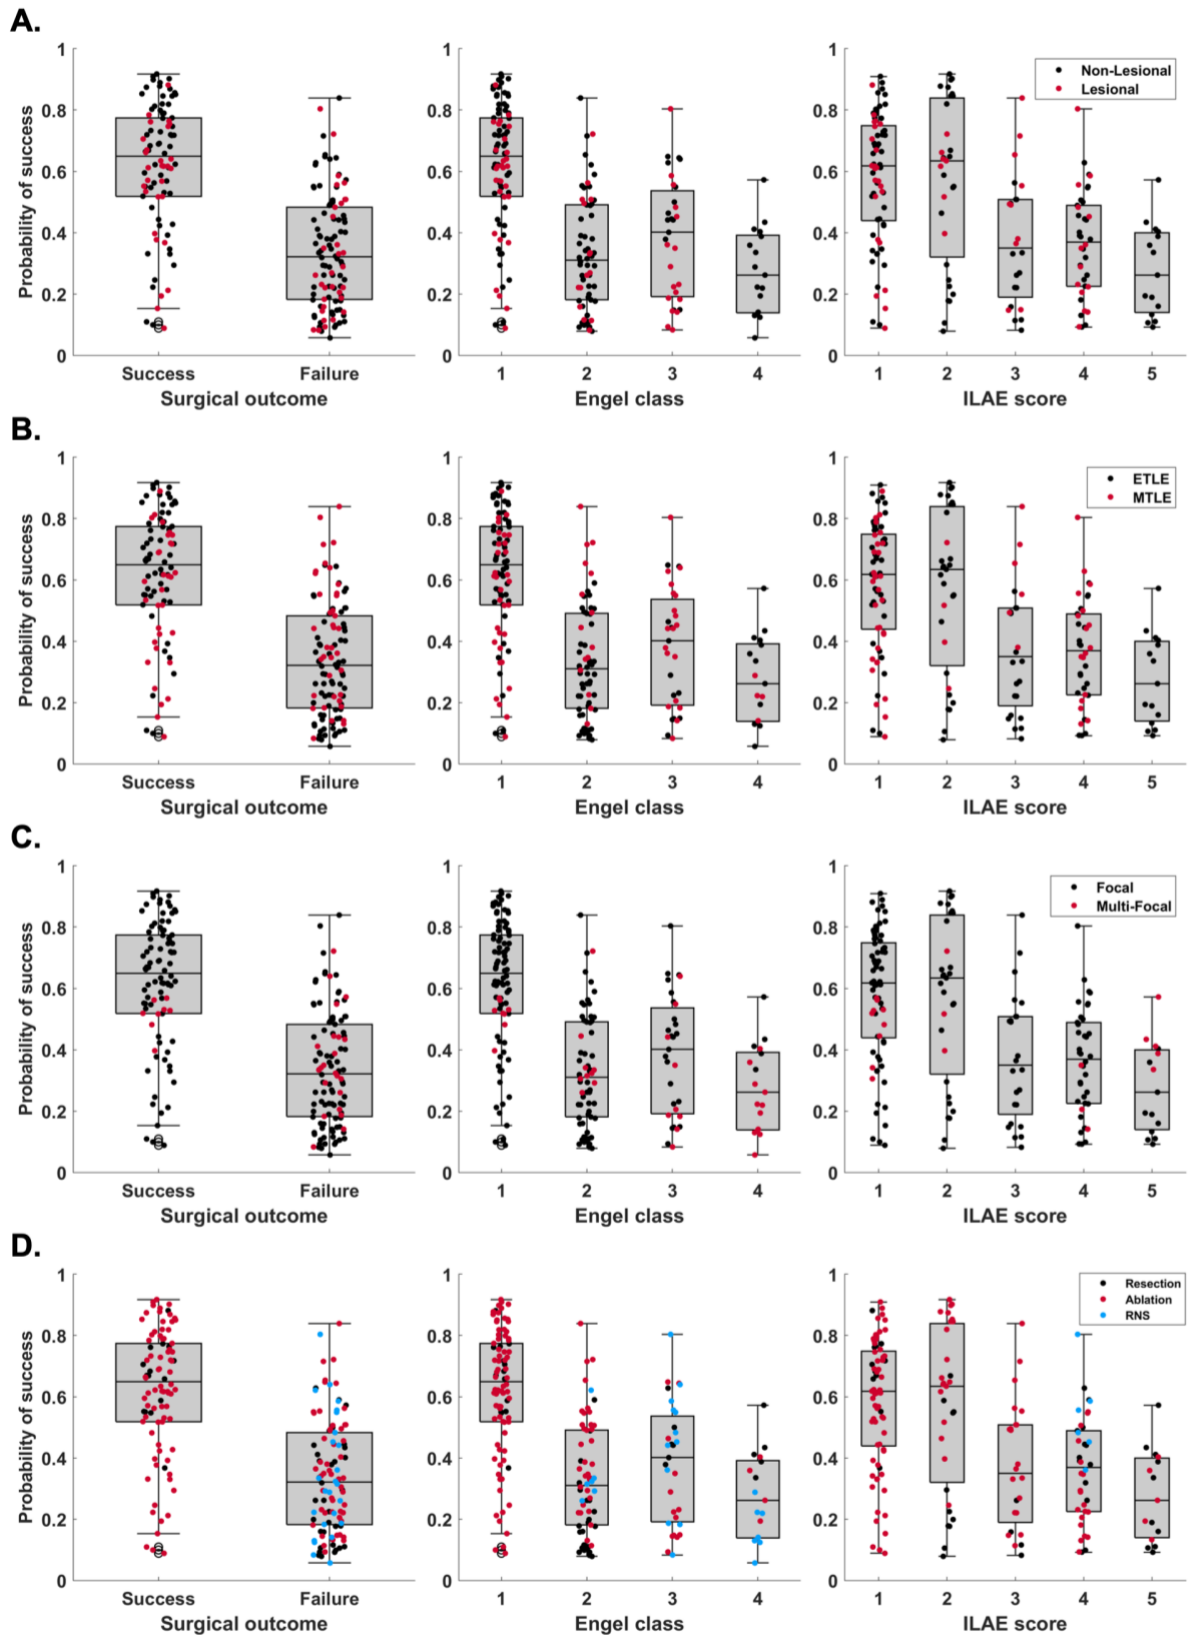 A.
1
0.8
0.6
0.4
0.2
0
Probability of success
Success Failure
Surgical outcome
1
0.8
0.6
0.4
0.2
0
1 2 3 4
Engel class
1
0.8
0.6
0.4
0.2
0
Non-Lesional
Lesional
1 2 3 4 5
ILAE score
B.
1
0.8
0.6
0.4
0.2
0
Probability of success
Success Failure
Surgical outcome
1
0.8
0.6
0.4
0.2
0
1 2 3 4
Engel class
1
0.8
0.6
0.4
0.2
0
ETLE
MTLE
1 2 3 4 5
ILAE score
C.
1
0.8
0.6
0.4
0.2
0
Probability of success
Success Failure
Surgical outcome
1
0.8
0.6
0.4
0.2
0
1 2 3 4
Engel class
1
0.8
0.6
0.4
0.2
0
Focal
Multi-Focal
1 2 3 4 5
ILAE score
D.
1
0.8
0.6
0.4
0.2
0
Probability of success
Success Failure
Surgical outcome
1
0.8
0.6
0.4
0.2
0
1 2 3 4
Engel class
1
0.8
0.6
0.4
0.2
0
Resection
Ablation
RNS
1 2 3 4 5
ILAE score